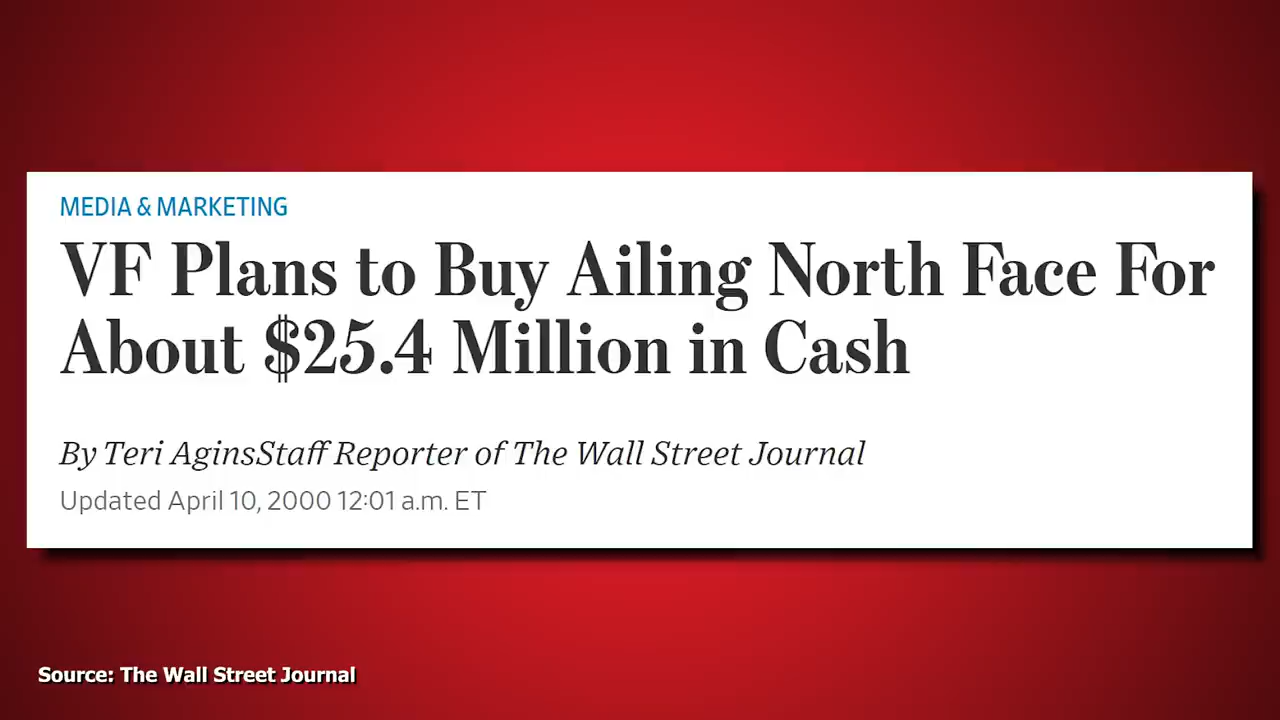 MEDIA & MARKETING
VF Plans to Buy Ailing North Face For
About $25.4 Million in Cash
By Teri AginsStaff Reporter of The Wall Street Journal
Updated April 10, 2000 12:01 a.m. ET
Source: The Wall Street Journal